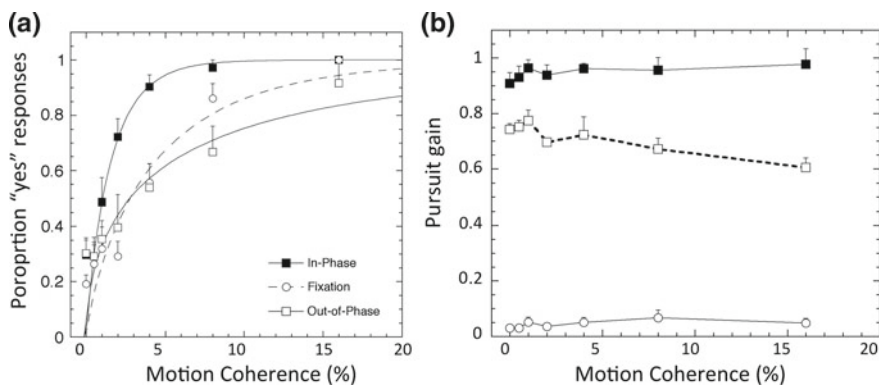 (a)
Poroprtion “yes” responses
1
0.8
0.6
0.4
0.2
0
0
5
10
15
20
In-Phase
Fixation
Out-of-Phase
Motion Coherence (%)
(b)
Pursuit gain
1
0.8
0.6
0.4
0.2
0
0
5
10
15
20
Motion Coherence (%)